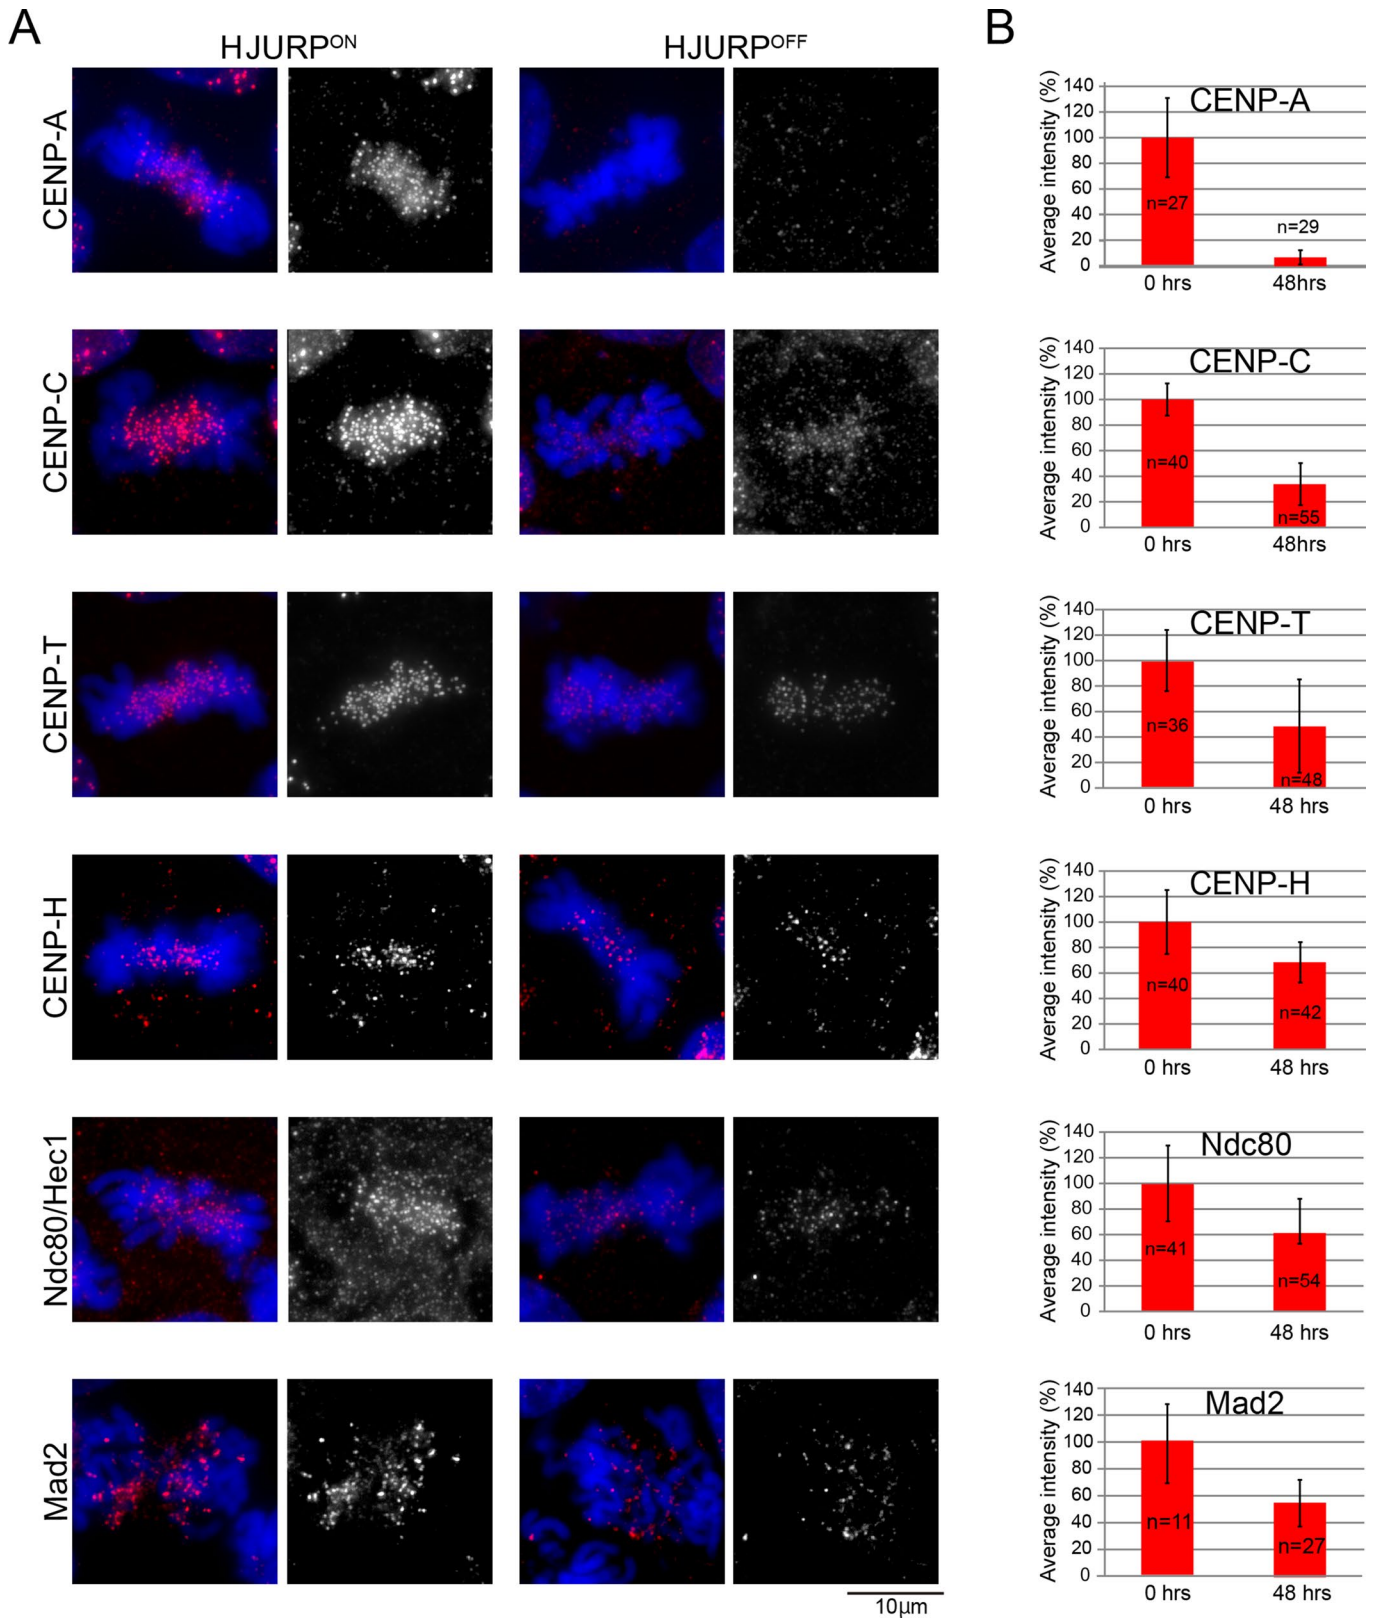 A
HJURPON
HJURPOFF
B
CENP-A
Average intensity (%)
CENP-A
140
120
100
80
60
40
20
0
n=27
n=29
0 hrs
48hrs
CENP-C
Average intensity (%)
CENP-C
140
120
100
80
60
40
20
0
n=40
n=55
0 hrs
48hrs
CENP-T
Average intensity (%)
CENP-T
140
120
100
80
60
40
20
0
n=36
n=48
0 hrs
48 hrs
CENP-H
Average intensity (%)
CENP-H
140
120
100
80
60
40
20
0
n=40
n=42
0 hrs
48 hrs
Ndc80/Hec1
Average intensity (%)
Ndc80
140
120
100
80
60
40
20
0
n=41
n=54
0 hrs
48 hrs
Mad2
Average intensity (%)
Mad2
140
120
100
80
60
40
20
0
n=11
n=27
0 hrs
48 hrs
10µm